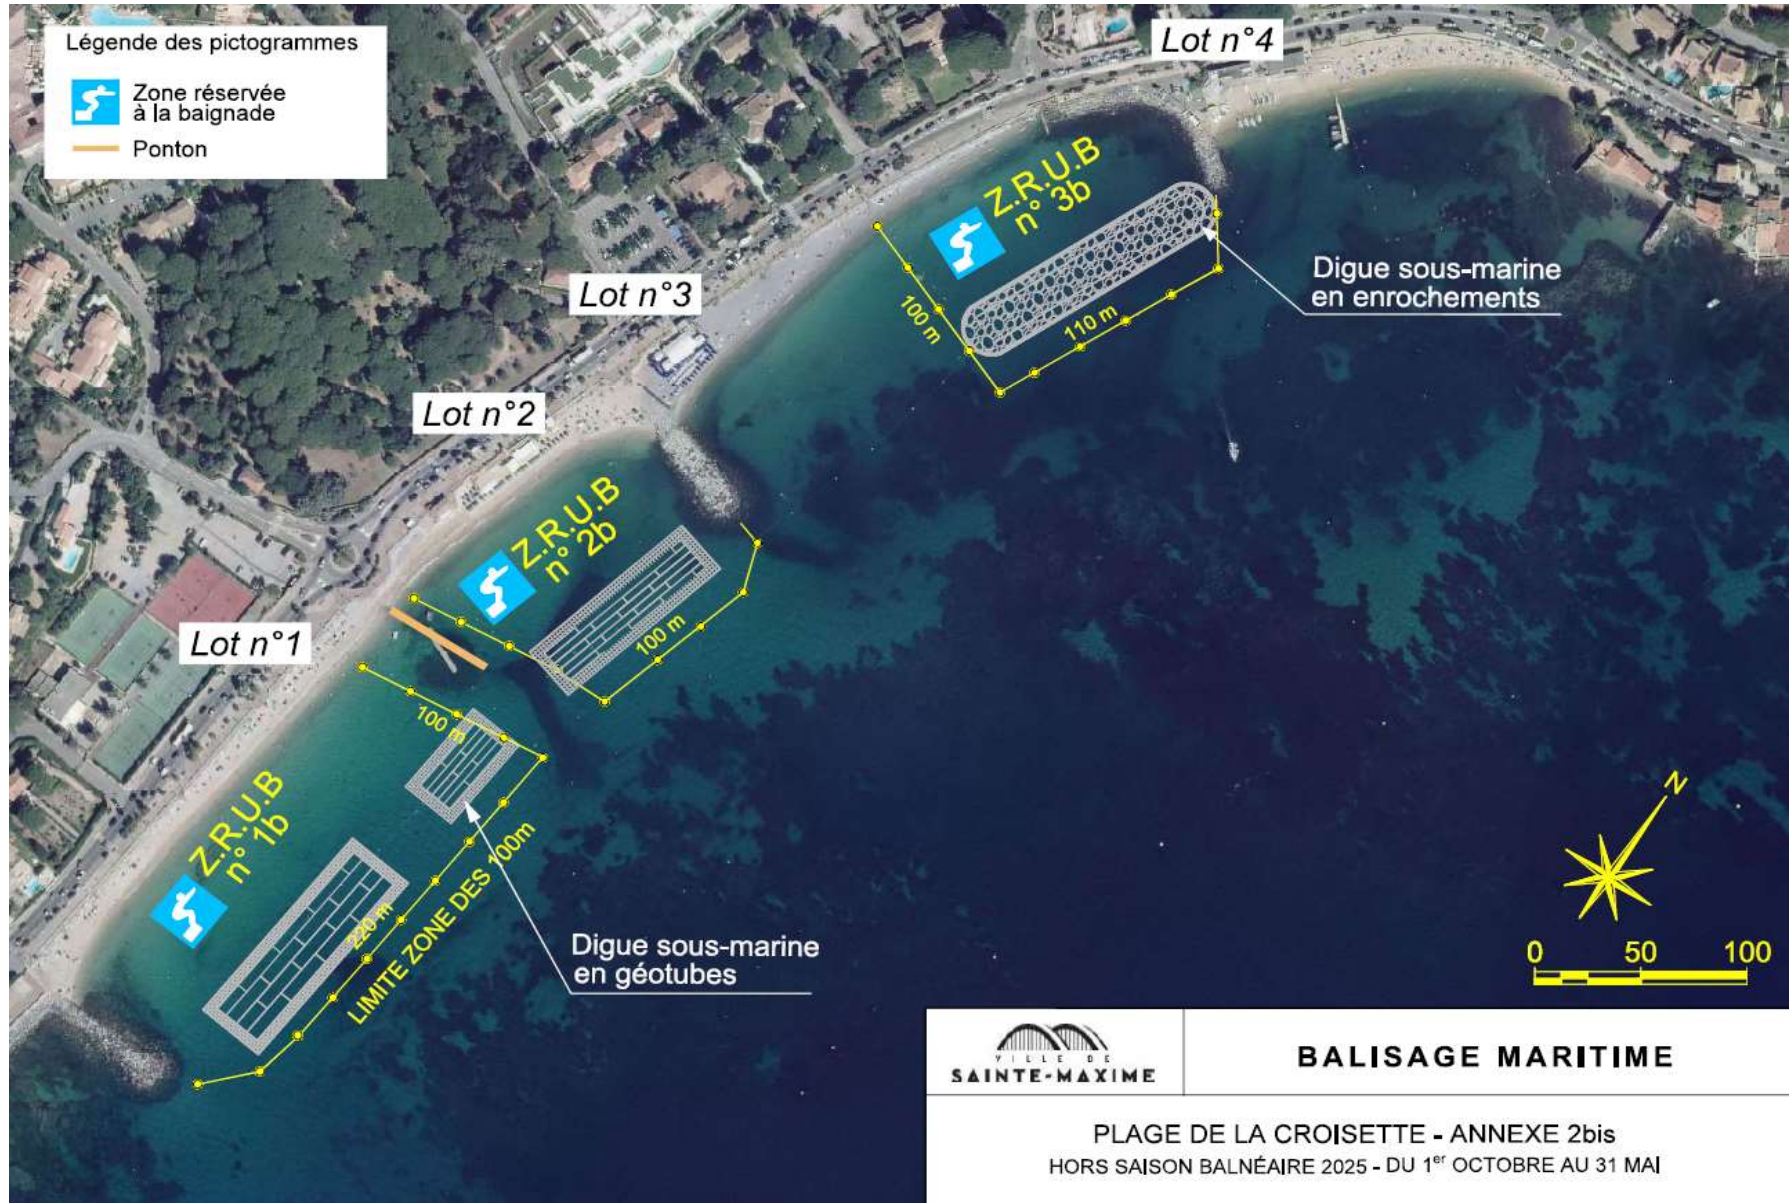 Légende des pictogrammes
Zone réservée
à la baignade
Ponton
Lot n°4
Z.R.U.B
n° 3b
Digue sous-marine
en enrochements
100 m
110 m
Lot n°3
Lot n°2
Z.R.U.B
n° 2b
100 m
Lot n°1
100 m
Z.R.U.B
n° 1b
220 m
LIMITE ZONE DES 100m
Digue sous-marine
en géotubes
N
0 50 100
VILLE DE
SAINTE-MAXIME
BALISAGE MARITIME
PLAGE DE LA CROISETTE - ANNEXE 2bis
HORS SAISON BALNÉAIRE 2025 - DU 1er OCTOBRE AU 31 MAI